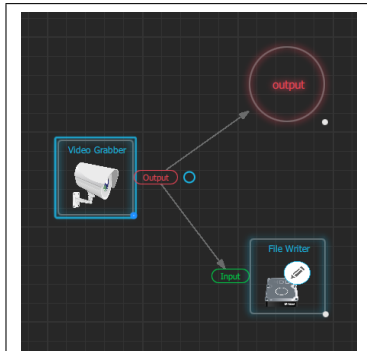 output
Video Grabber
Output
File Writer
Input